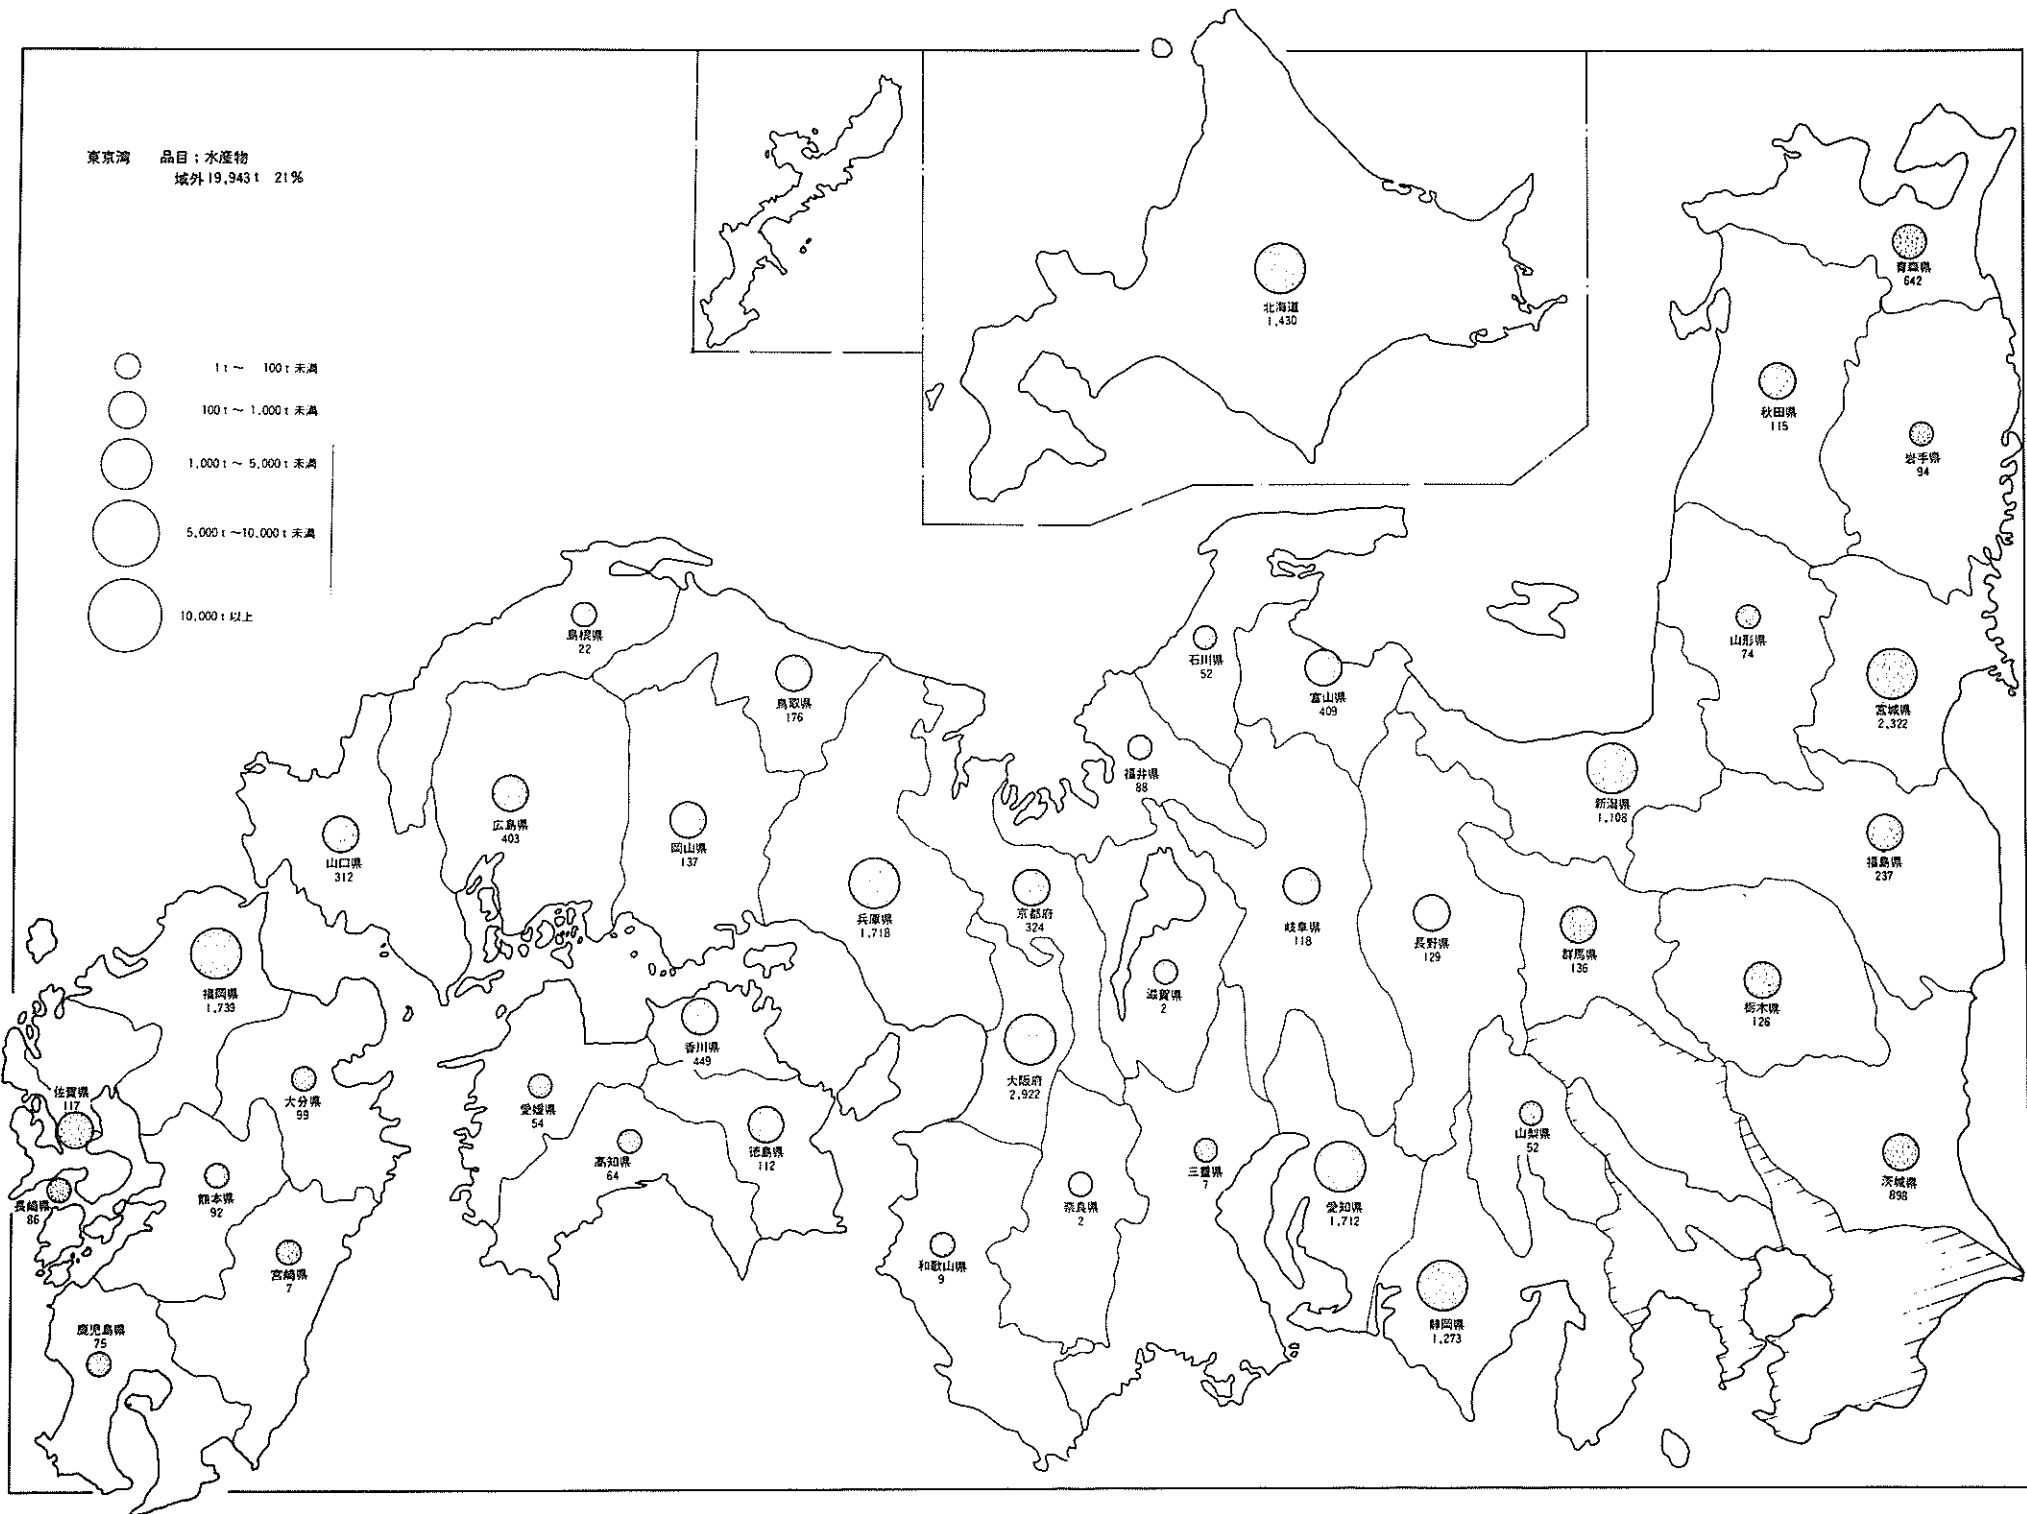 東京湾 品目；水産物
域外19,943t 21%
1t～ 100t未満
100t～ 1,000t未満
1,000t～ 5,000t未満
5,000t～10,000t未満
10,000t以上
北海道
1,430
青森県
642
秋田県
115
岩手県
94
山形県
74
宮城県
2,322
新潟県
1,108
福島県
237
島根県
22
鳥取県
176
石川県
52
富山県
409
福井県
88
広島県
403
岡山県
137
山口県
312
兵庫県
1,718
京都府
324
岐阜県
118
長野県
129
群馬県
136
栃木県
126
滋賀県
2
福岡県
1,739
香川県
449
大阪府
2,922
佐賀県
117
大分県
99
愛媛県
54
徳島県
112
高知県
64
三重県
7
山梨県
52
茨城県
898
長崎県
86
熊本県
92
奈良県
2
愛知県
1,712
宮崎県
7
和歌山県
9
静岡県
1,273
鹿児島県
75